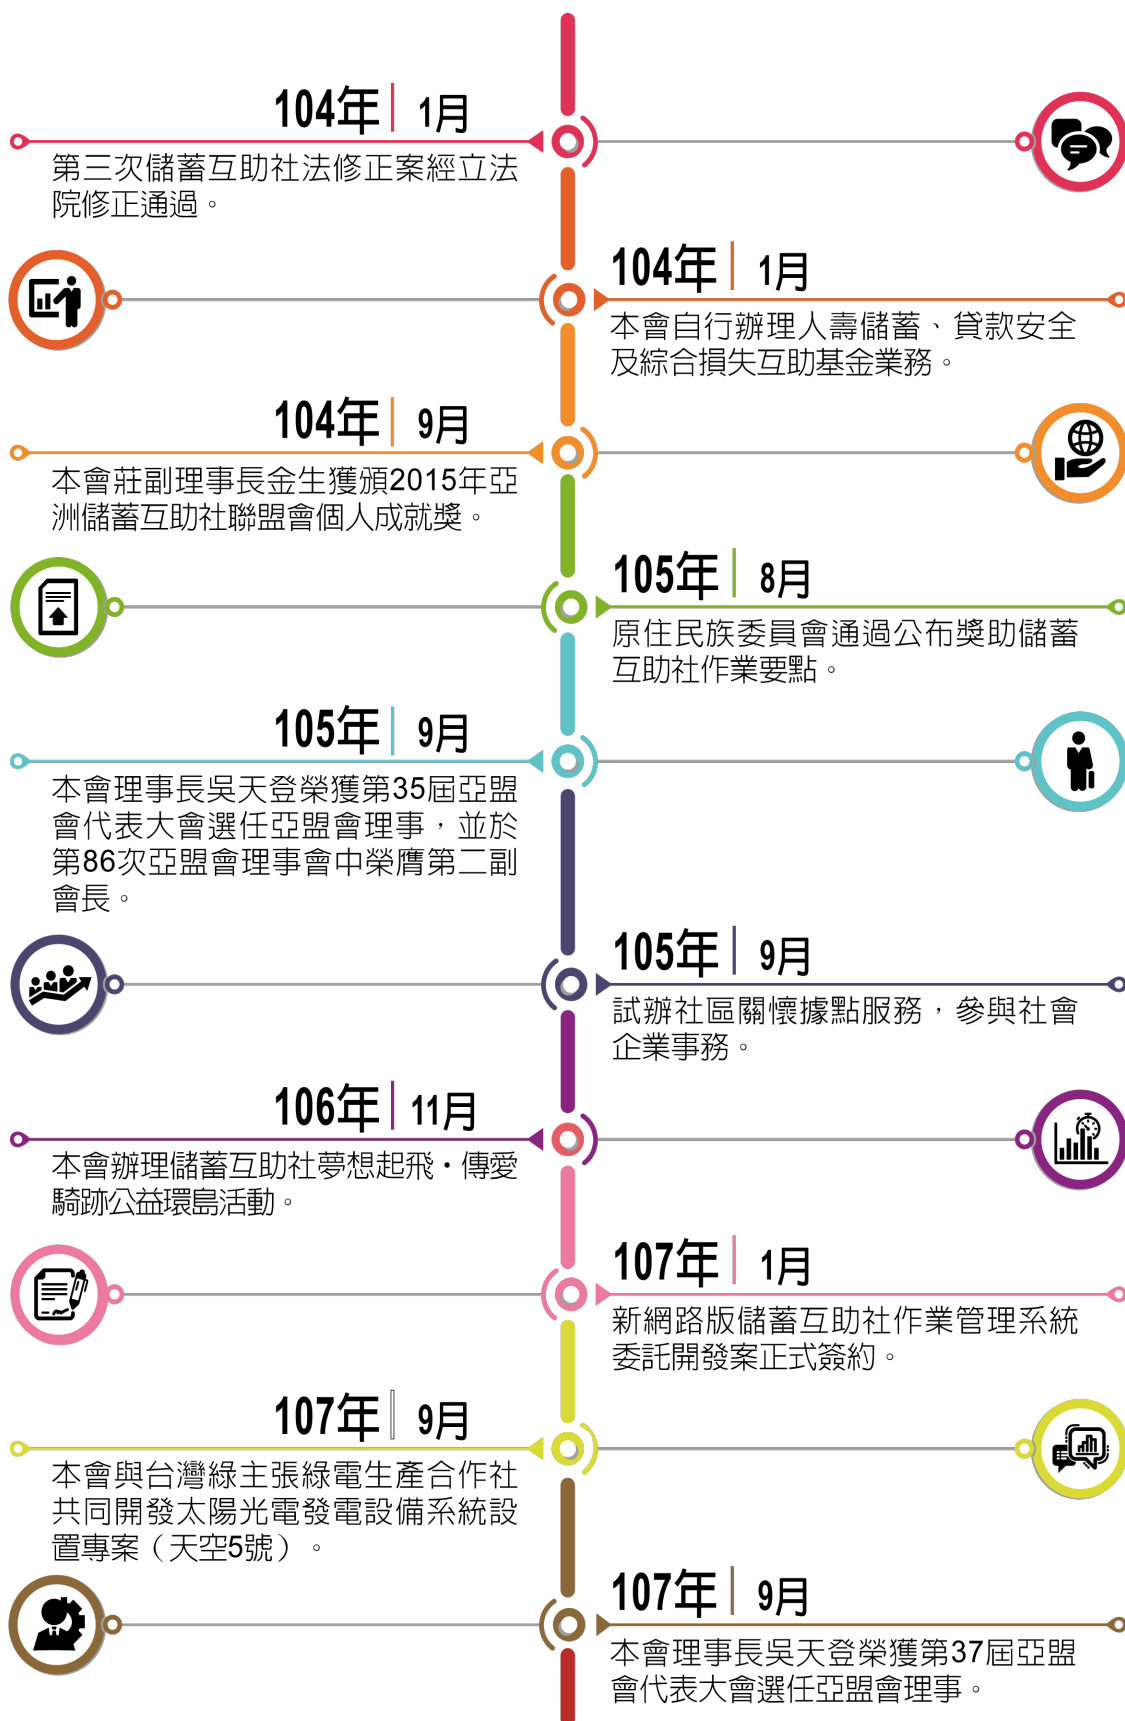 104年 1月
第三次儲蓄互助社法修正案經立法
院修正通過。
104年 1月
本會自行辦理人壽儲蓄、貸款安全
及綜合損失互助基金業務。
104年 9月
本會莊副理事長金生獲頒2015年亞
洲儲蓄互助社聯盟會個人成就獎。
105年 8月
原住民族委員會通過公布獎助儲蓄
互助社作業要點。
105年 9月
本會理事長吳天登榮獲第35屆亞盟
會代表大會選任亞盟會理事，並於
第86次亞盟會理事會中榮膺第二副
會長。
105年 9月
試辦社區關懷據點服務，參與社會
企業事務。
106年 11月
本會辦理儲蓄互助社夢想起飛・傳愛
騎跡公益環島活動。
107年 1月
新網路版儲蓄互助社作業管理系統
委託開發案正式簽約。
107年 9月
本會與台灣綠主張綠電生產合作社
共同開發太陽光電發電設備系統設
置專案（天空5號）。
107年 9月
本會理事長吳天登榮獲第37屆亞盟
會代表大會選任亞盟會理事。